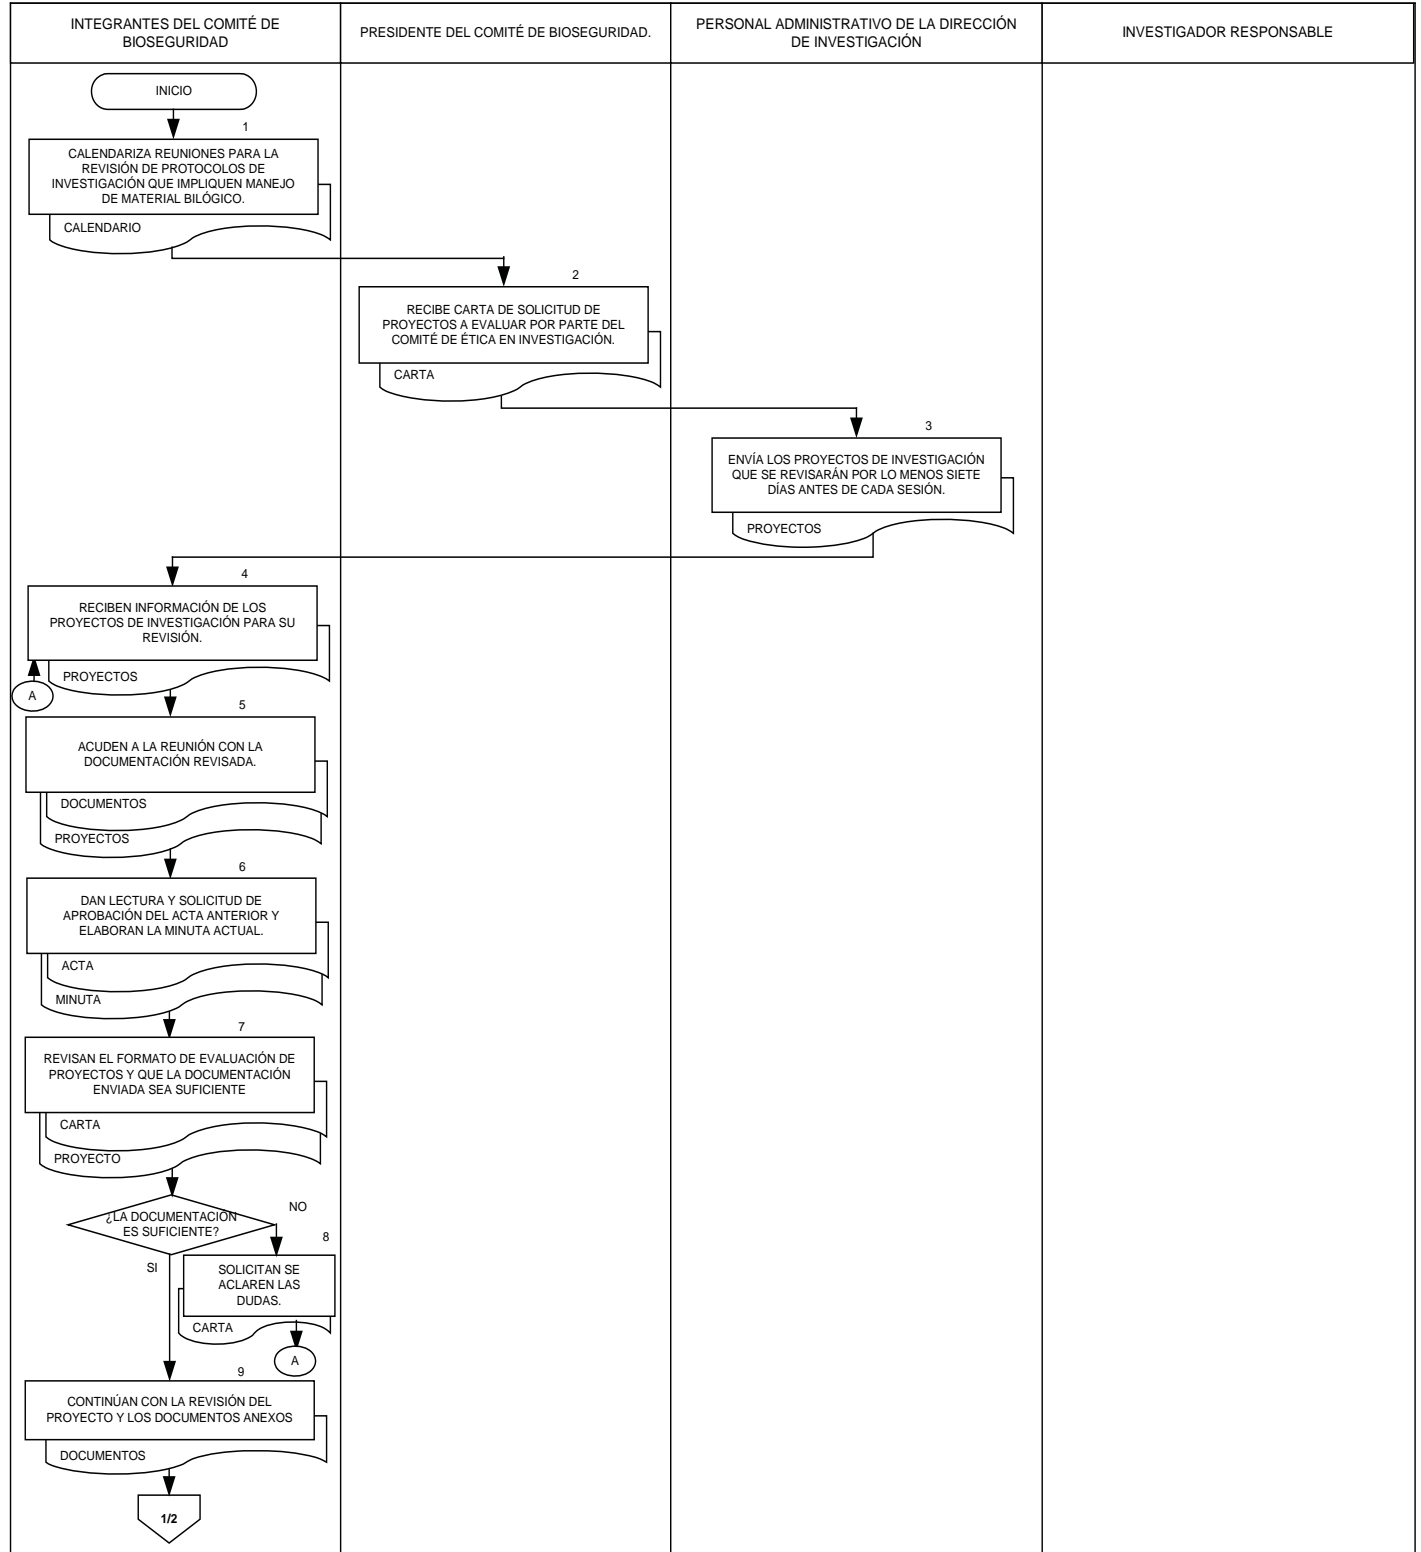 INTEGRANTES DEL COMITÉ DE
BIOSEGURIDAD
PRESIDENTE DEL COMITÉ DE BIOSEGURIDAD.
PERSONAL ADMINISTRATIVO DE LA DIRECCIÓN
DE INVESTIGACIÓN
INVESTIGADOR RESPONSABLE
INICIO
1
CALENDARIZA REUNIONES PARA LA
REVISIÓN DE PROTOCOLOS DE
INVESTIGACIÓN QUE IMPLIQUEN MANEJO
DE MATERIAL BILÓGICO.
CALENDARIO
2
RECIBE CARTA DE SOLICITUD DE
PROYECTOS A EVALUAR POR PARTE DEL
COMITÉ DE ÉTICA EN INVESTIGACIÓN.
CARTA
3
ENVÍA LOS PROYECTOS DE INVESTIGACIÓN
QUE SE REVISARÁN POR LO MENOS SIETE
DÍAS ANTES DE CADA SESIÓN.
PROYECTOS
4
RECIBEN INFORMACIÓN DE LOS
PROYECTOS DE INVESTIGACIÓN PARA SU
REVISIÓN.
PROYECTOS
A
5
ACUDEN A LA REUNIÓN CON LA
DOCUMENTACIÓN REVISADA.
DOCUMENTOS
PROYECTOS
6
DAN LECTURA Y SOLICITUD DE
APROBACIÓN DEL ACTA ANTERIOR Y
ELABORAN LA MINUTA ACTUAL.
ACTA
MINUTA
7
REVISAN EL FORMATO DE EVALUACIÓN DE
PROYECTOS Y QUE LA DOCUMENTACIÓN
ENVIADA SEA SUFICIENTE
CARTA
PROYECTO
¿LA DOCUMENTACIÓN
ES SUFICIENTE?
NO
SI
8
SOLICITAN SE
ACLAREN LAS
DUDAS.
CARTA
A
9
CONTINÚAN CON LA REVISIÓN DEL
PROYECTO Y LOS DOCUMENTOS ANEXOS
DOCUMENTOS
1/2